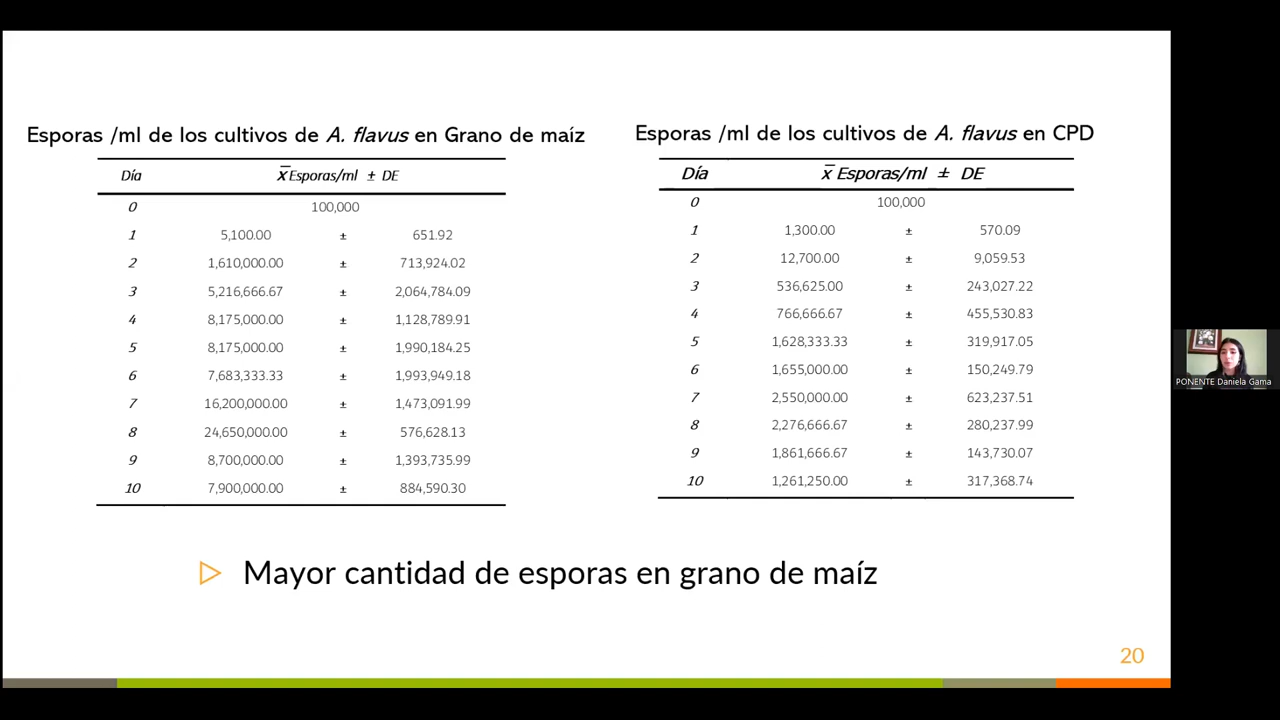 Esporas /ml de los cultivos de A. flavus en Grano de maíz
Día x̅ Esporas/ml ± DE
0 100,000
1 5,100.00 ± 651.92
2 1,610,000.00 ± 713,924.02
3 5,216,666.67 ± 2,064,784.09
4 8,175,000.00 ± 1,128,789.91
5 8,175,000.00 ± 1,990,184.25
6 7,683,333.33 ± 1,993,949.18
7 16,200,000.00 ± 1,473,091.99
8 24,650,000.00 ± 576,628.13
9 8,700,000.00 ± 1,393,735.99
10 7,900,000.00 ± 884,590.30
Esporas /ml de los cultivos de A. flavus en CPD
Día x̅ Esporas/ml ± DE
0 100,000
1 1,300.00 ± 570.09
2 12,700.00 ± 9,059.53
3 536,625.00 ± 243,027.22
4 766,666.67 ± 455,530.83
5 1,628,333.33 ± 319,917.05
6 1,655,000.00 ± 150,249.79
7 2,550,000.00 ± 623,237.51
8 2,276,666.67 ± 280,237.99
9 1,861,666.67 ± 143,730.07
10 1,261,250.00 ± 317,368.74
Mayor cantidad de esporas en grano de maíz
20
PONENTE Daniela Gama